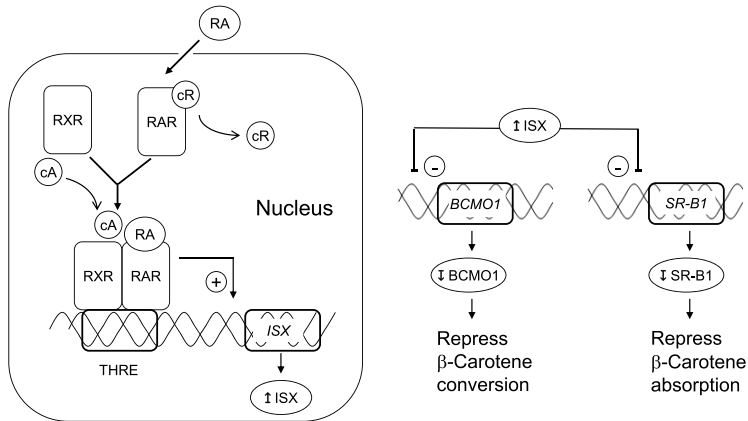 RA
cR
RXR
RAR
cR
cA
cA
RA
Nucleus
RXR
RAR
+
ISX
THRE
↥ISX
↥ISX
-
-
BCMO1
SR-B1
↧BCMO1
↧SR-B1
Repress
β-Carotene
conversion
Repress
β-Carotene
absorption